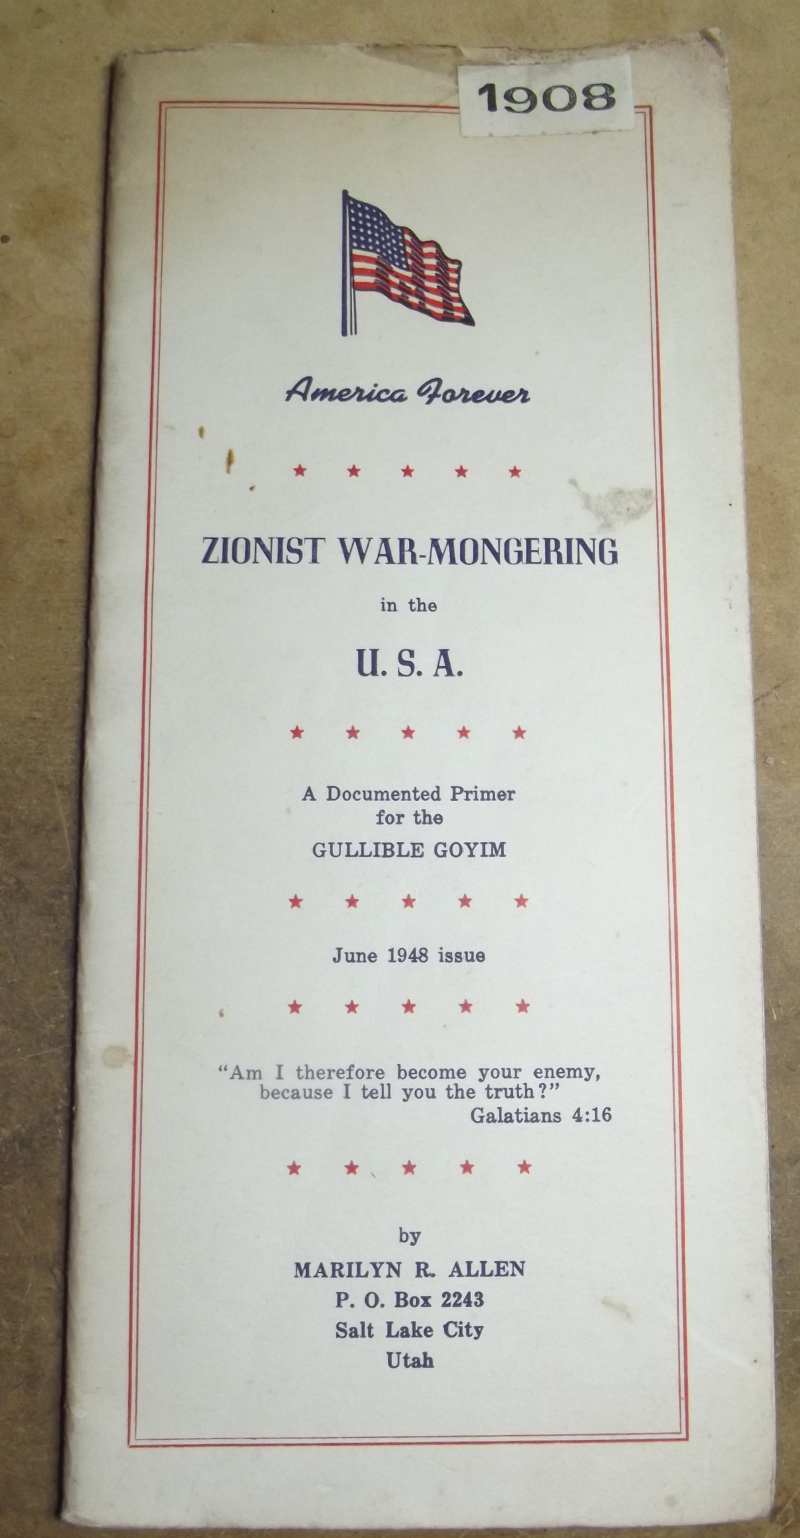 1908
America Forever
ZIONIST WAR-MONGERING
in the
U. S. A.
A Documented Primer
for the
GULLIBLE GOYIM
June 1948 issue
“Am I therefore become your enemy,
because I tell you the truth?”
Galatians 4:16
by
MARILYN R. ALLEN
P. O. Box 2243
Salt Lake City
Utah